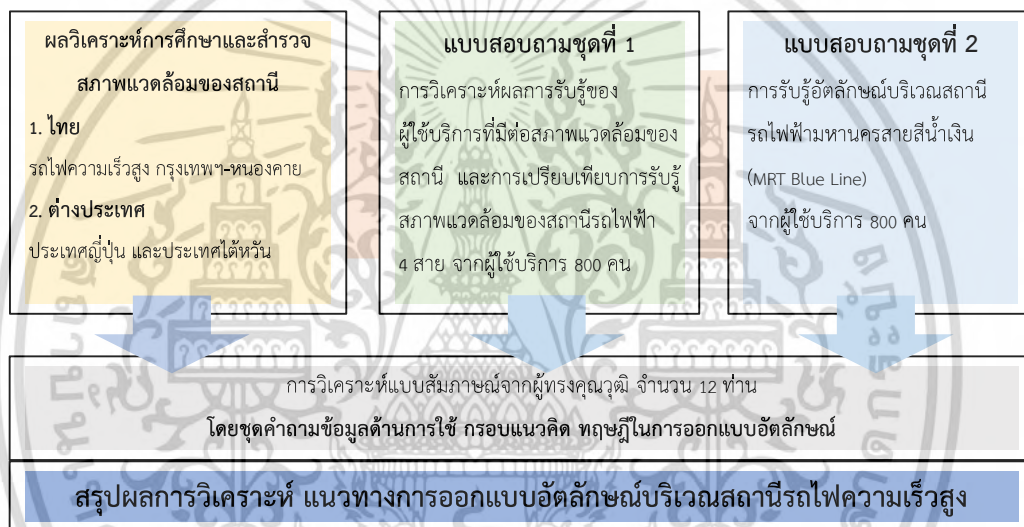 ผลวิเคราะห์การศึกษาและสำรวจ
สภาพแวดล้อมของสถานี
1. ไทย
รถไฟความเร็วสูง กรุงเทพฯ-หนองคาย
2. ต่างประเทศ
ประเทศญี่ปุ่น และประเทศไต้หวัน
แบบสอบถามชุดที่ 1
การวิเคราะห์ผลการรับรู้ของ
ผู้ใช้บริการที่มีต่อสภาพแวดล้อมของ
สถานี และการเปรียบเทียบการรับรู้
สภาพแวดล้อมของสถานีรถไฟฟ้า
4 สาย จากผู้ใช้บริการ 800 คน
แบบสอบถามชุดที่ 2
การรับรู้อัตลักษณ์บริเวณสถานี
รถไฟฟ้ามหานครสายสีน้ำเงิน
(MRT Blue Line)
จากผู้ใช้บริการ 800 คน
การวิเคราะห์แบบสัมภาษณ์จากผู้ทรงคุณวุฒิ จำนวน 12 ท่าน
โดยชุดคำถามข้อมูลด้านการใช้ กรอบแนวคิด ทฤษฎีในการออกแบบอัตลักษณ์
สรุปผลการวิเคราะห์ แนวทางการออกแบบอัตลักษณ์บริเวณสถานีรถไฟความเร็วสูง